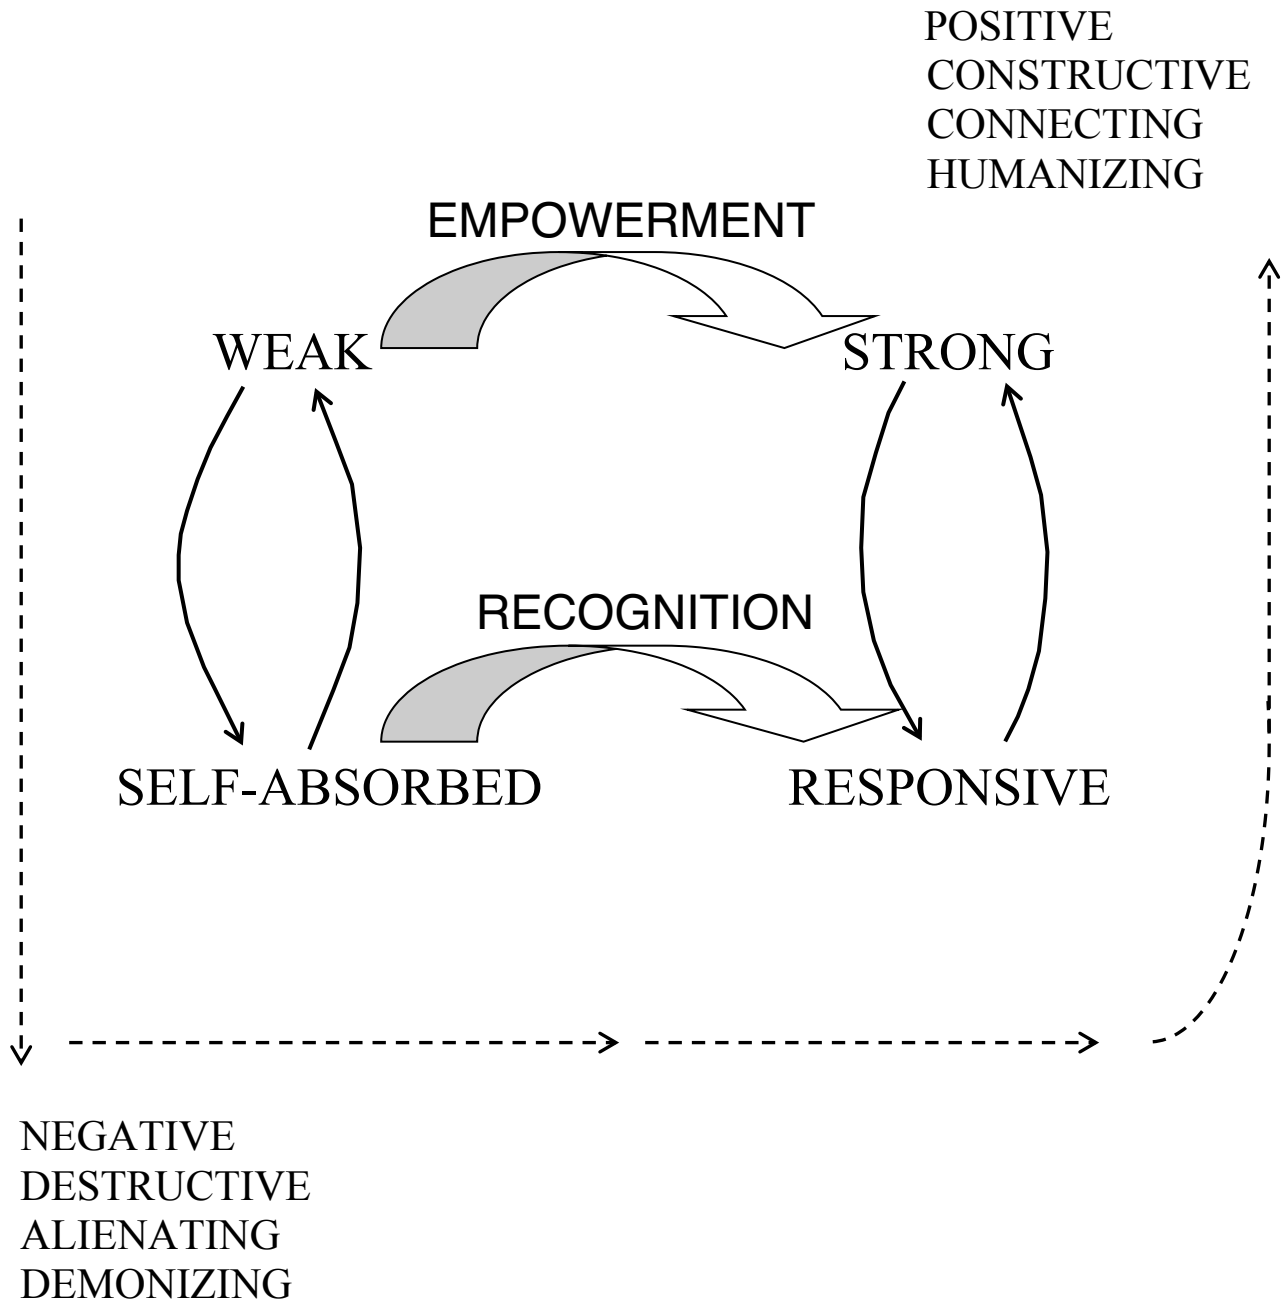 POSITIVE
CONSTRUCTIVE
CONNECTING
HUMANIZING
EMPOWERMENT
WEAK
STRONG
RECOGNITION
SELF-ABSORBED
RESPONSIVE
NEGATIVE
DESTRUCTIVE
ALIENATING
DEMONIZING